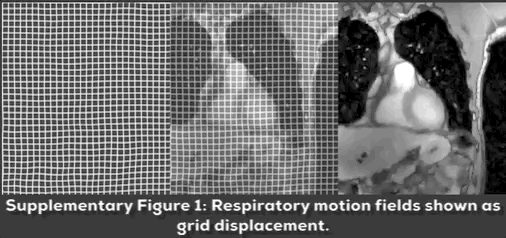 Supplementary Figure 1: Respiratory motion fields shown as
grid displacement.